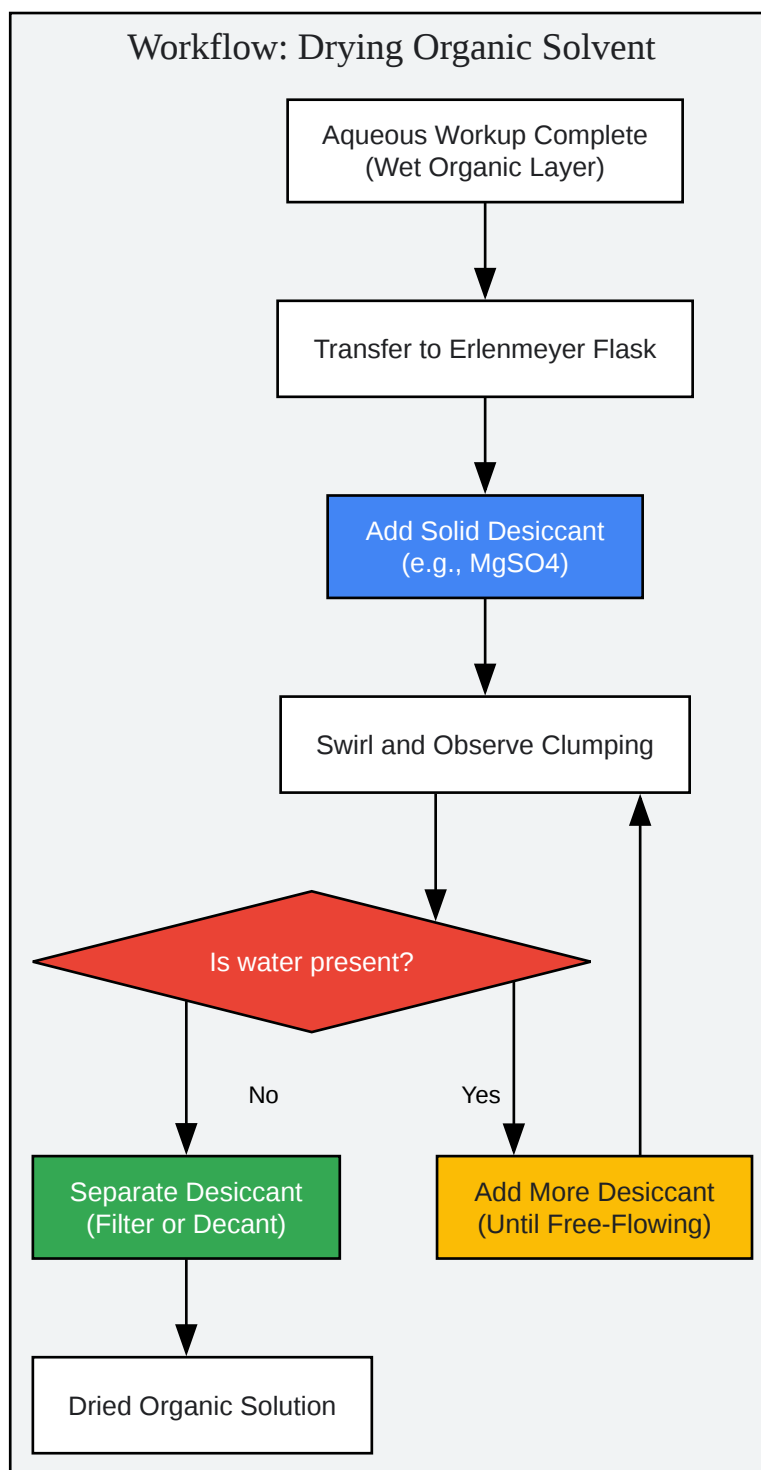 Workflow: Drying Organic Solvent
Aqueous Workup Complete
(Wet Organic Layer)
Transfer to Erlenmeyer Flask
Add Solid Desiccant
(e.g., MgSO4)
Swirl and Observe Clumping
Is water present?
No
Yes
Separate Desiccant
(Filter or Decant)
Add More Desiccant
(Until Free-Flowing)
Dried Organic Solution